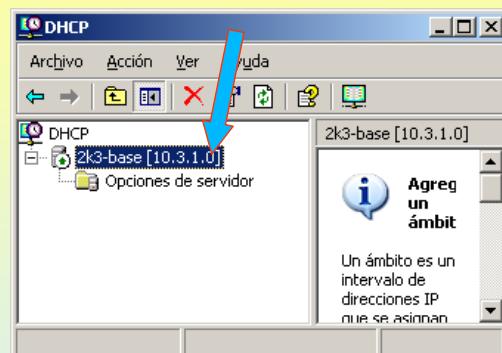 DHCP
Archivo Acción Ver yuda
DHCP
2k3-base [10.3.1.0]
Opciones de servidor
2k3-base [10.3.1.0]
Agreg
un
ámbit
Un ámbito es un
intervalo de
direcciones IP
que se asignan